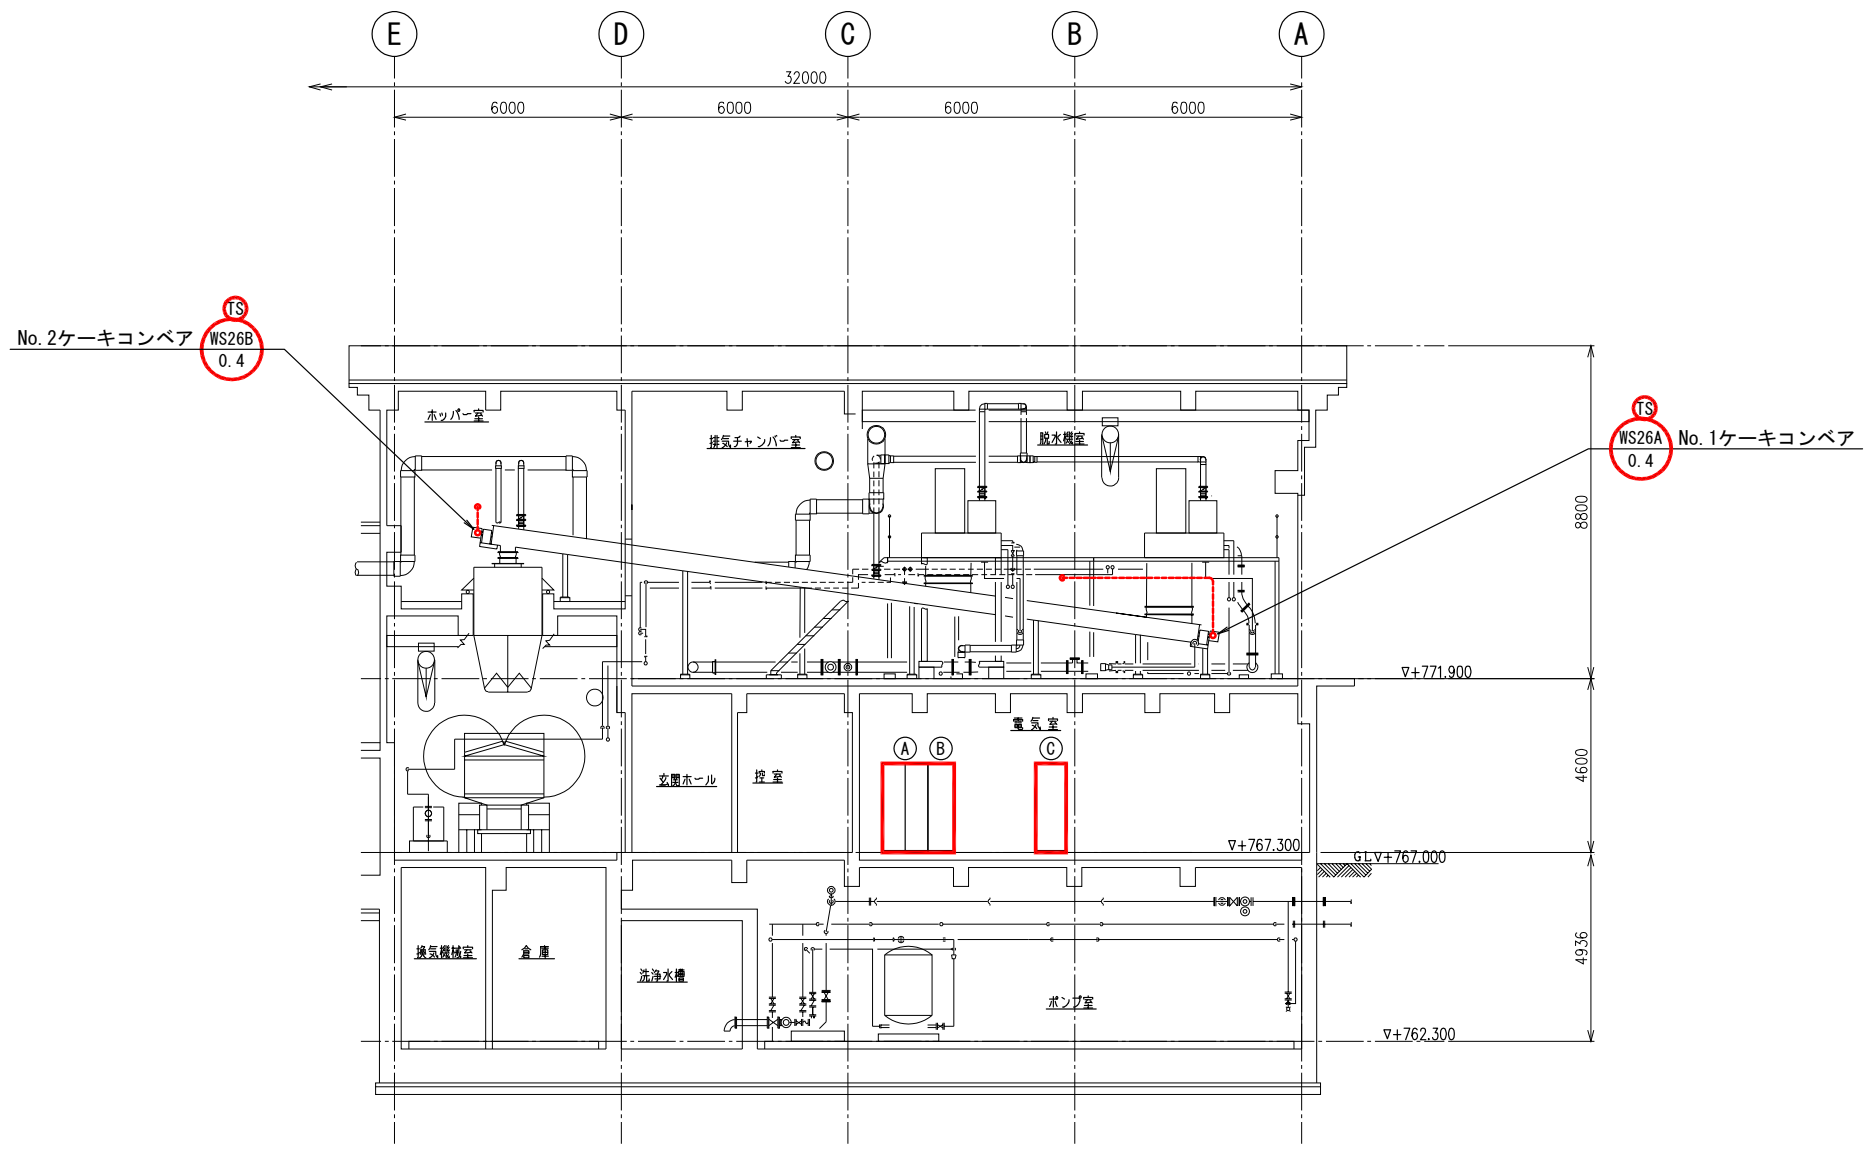 E
D
C
B
A
32000
6000
6000
6000
6000
TS
No.2ケーキコンベア
WS26B
0.4
TS
WS26A
0.4
No.1ケーキコンベア
ホッパー室
排気チャンバー室
脱水機室
8800
∇+771.900
電気室
A
B
C
玄関ホール
控室
4600
∇+767.300
GL∇+767.000
換気機械室
倉庫
洗浄水槽
ポンプ室
4936
∇+762.300